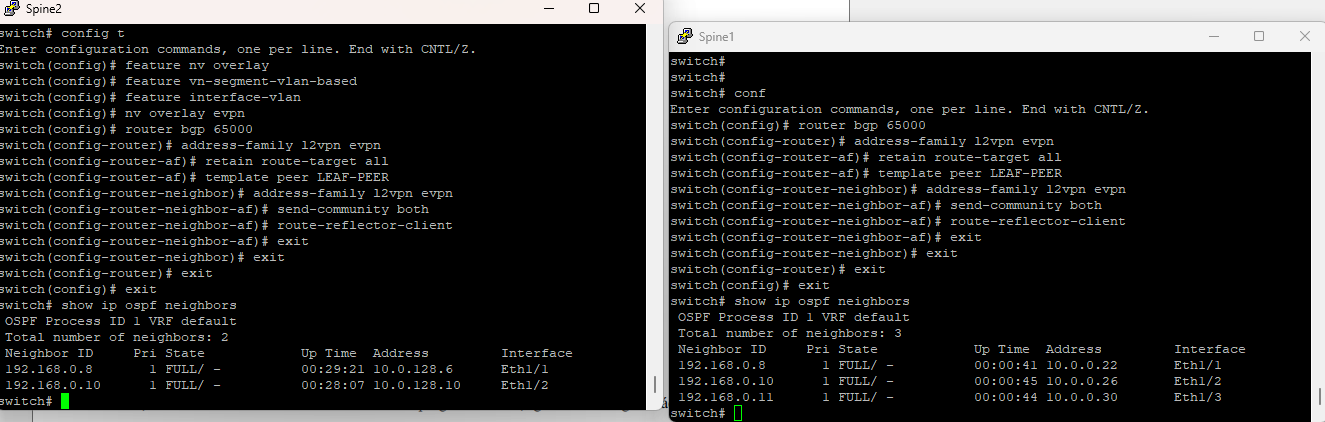 Spine2
switch# config t
Enter configuration commands, one per line. End with CNTL/Z.
switch(config)# feature nv overlay
switch(config)# feature vn-segment-vlan-based
switch(config)# feature interface-vlan
switch(config)# nv overlay evpn
switch(config)# router bgp 65000
switch(config-router)# address-family l2vpn evpn
switch(config-router-af)# retain route-target all
switch(config-router-af)# template peer LEAF-PEER
switch(config-router-neighbor)# address-family l2vpn evpn
switch(config-router-neighbor-af)# send-community both
switch(config-router-neighbor-af)# route-reflector-client
switch(config-router-neighbor-af)# exit
switch(config-router-neighbor)# exit
switch(config-router)# exit
switch(config)# exit
switch# show ip ospf neighbors
OSPF Process ID 1 VRF default
Total number of neighbors: 2
Neighbor ID Pri State Up Time Address Interface
192.168.0.8 1 FULL/ - 00:29:21 10.0.128.6 Eth1/1
192.168.0.10 1 FULL/ - 00:28:07 10.0.128.10 Eth1/2
switch#
Spine1
switch#
switch#
switch# conf
Enter configuration commands, one per line. End with CNTL/Z.
switch(config)# router bgp 65000
switch(config-router)# address-family l2vpn evpn
switch(config-router-af)# retain route-target all
switch(config-router-af)# template peer LEAF-PEER
switch(config-router-neighbor)# address-family l2vpn evpn
switch(config-router-neighbor-af)# send-community both
switch(config-router-neighbor-af)# route-reflector-client
switch(config-router-neighbor-af)# exit
switch(config-router-neighbor)# exit
switch(config-router)# exit
switch(config)# exit
switch# show ip ospf neighbors
OSPF Process ID 1 VRF default
Total number of neighbors: 3
Neighbor ID Pri State Up Time Address Interface
192.168.0.8 1 FULL/ - 00:00:41 10.0.0.22 Eth1/1
192.168.0.10 1 FULL/ - 00:00:45 10.0.0.26 Eth1/2
192.168.0.11 1 FULL/ - 00:00:44 10.0.0.30 Eth1/3
switch#